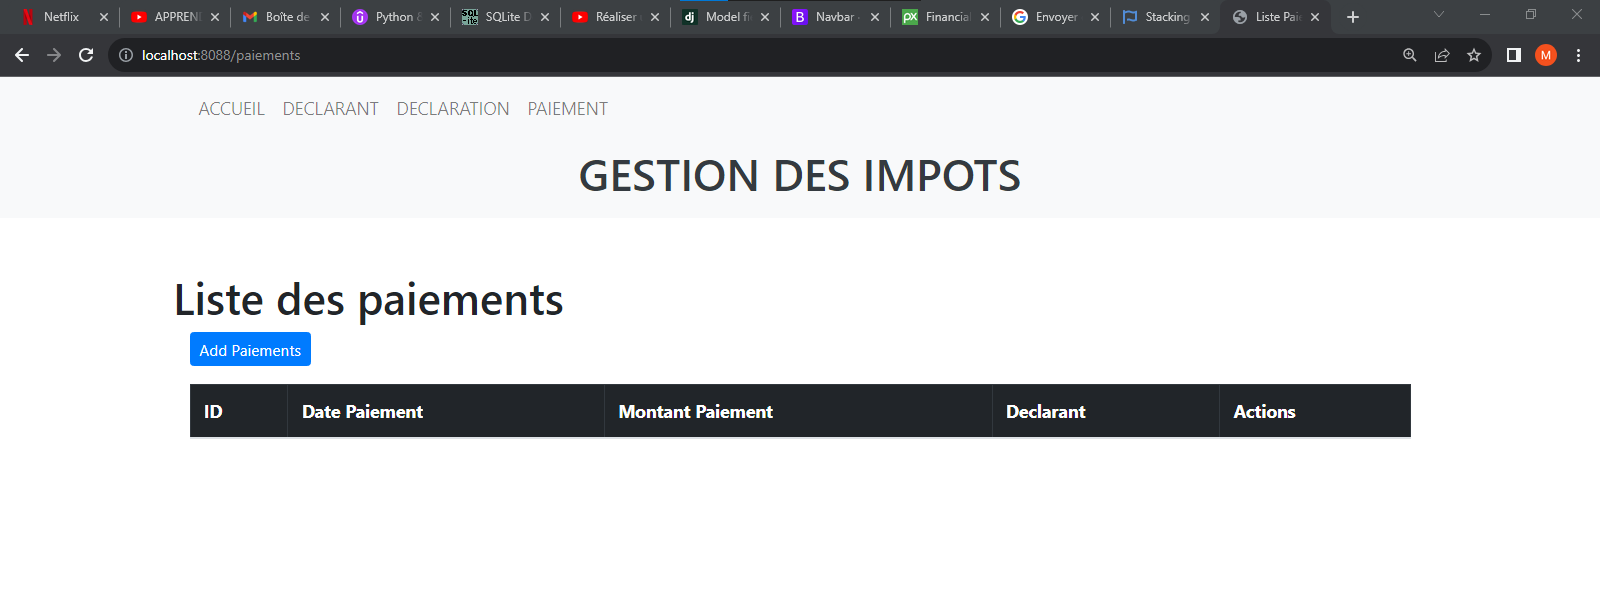 Netflix APPREN Boîte de Python & SQLite D Réaliser Model fi Navbar - Financial Envoyer Stacking Liste Pai
localhost:8088/paiements
M
ACCUEIL DECLARANT DECLARATION PAIEMENT
GESTION DES IMPOTS
Liste des paiements
Add Paiements
ID Date Paiement Montant Paiement Declarant Actions